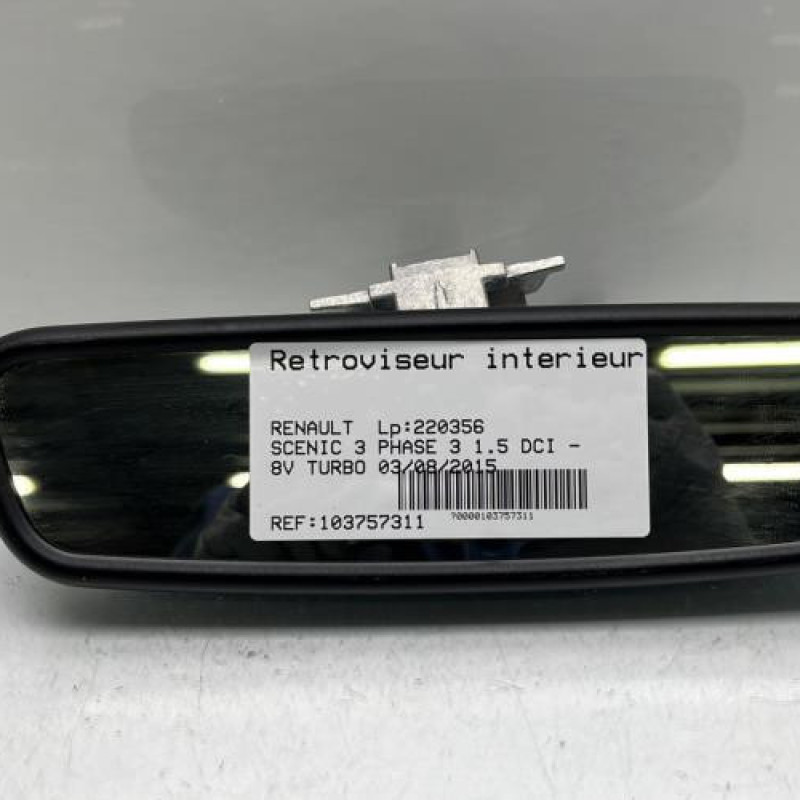 Retroviseur interieur
RENAULT Lp:220356
SCENIC 3 PHASE 3 1.5 DCI -
8V TURBO 03/08/2015
70000103757311
REF:103757311